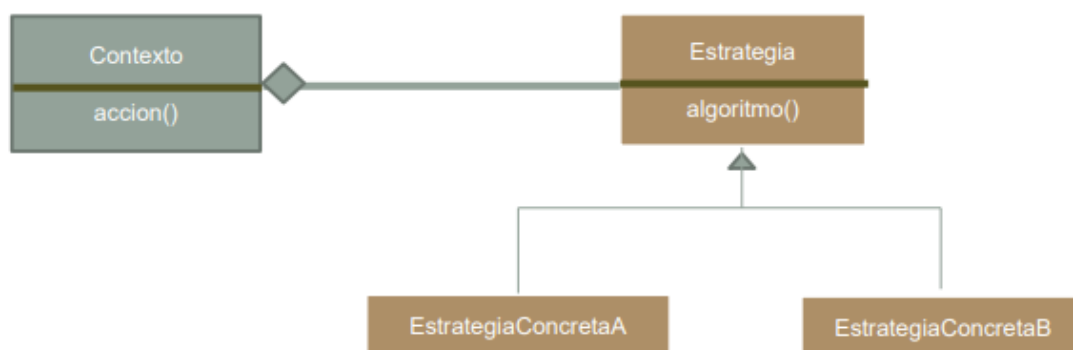 Contexto
accion()
Estrategia
algoritmo()
EstrategiaConcretaA
EstrategiaConcretaB